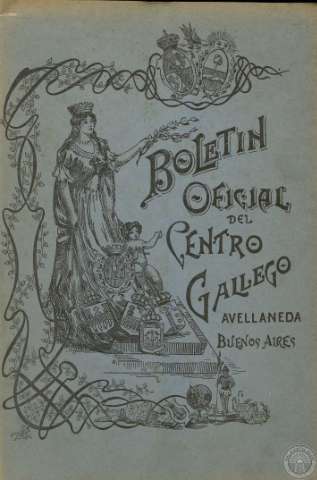 BOLETIN
OFICIAL
DEL
CENTRO
GALLEGO
AVELLANEDA
BUENOS AIRES